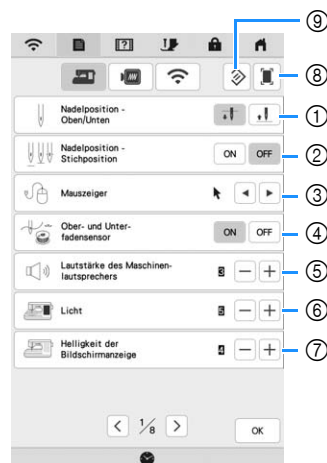 ⑨
?
⑧
Nadelposition -
Oben/Unten
①
Nadelposition -
Stichposition
ON OFF
②
Mauszeiger
③
Ober- und Unter-
fadensensor
ON OFF
④
Lautstärke des Maschinen-
lautsprechers
3 − +
⑤
Licht
5 − +
⑥
Helligkeit der
Bildschirmanzeige
4 − +
⑦
< 1/8 >
OK